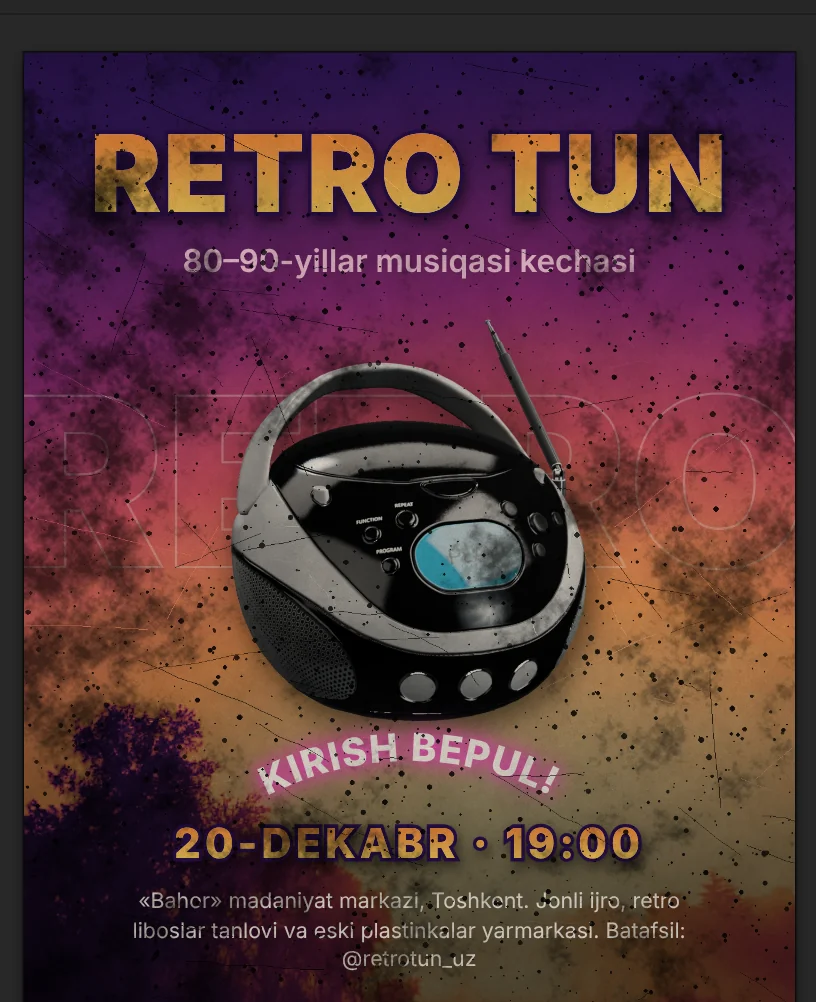 RETRO TUN
80–90-yillar musiqasi kechasi
RETRO
REPEAT
FUNCTION
PROGRAM
KIRISH BEPUL!
20-DEKABR • 19:00
«Bahor» madaniyat markazi, Toshkent. Jonli ijro, retro
liboslar tanlovi va eski plastinkalar yarmarkasi. Batafsil:
@retrotun_uz